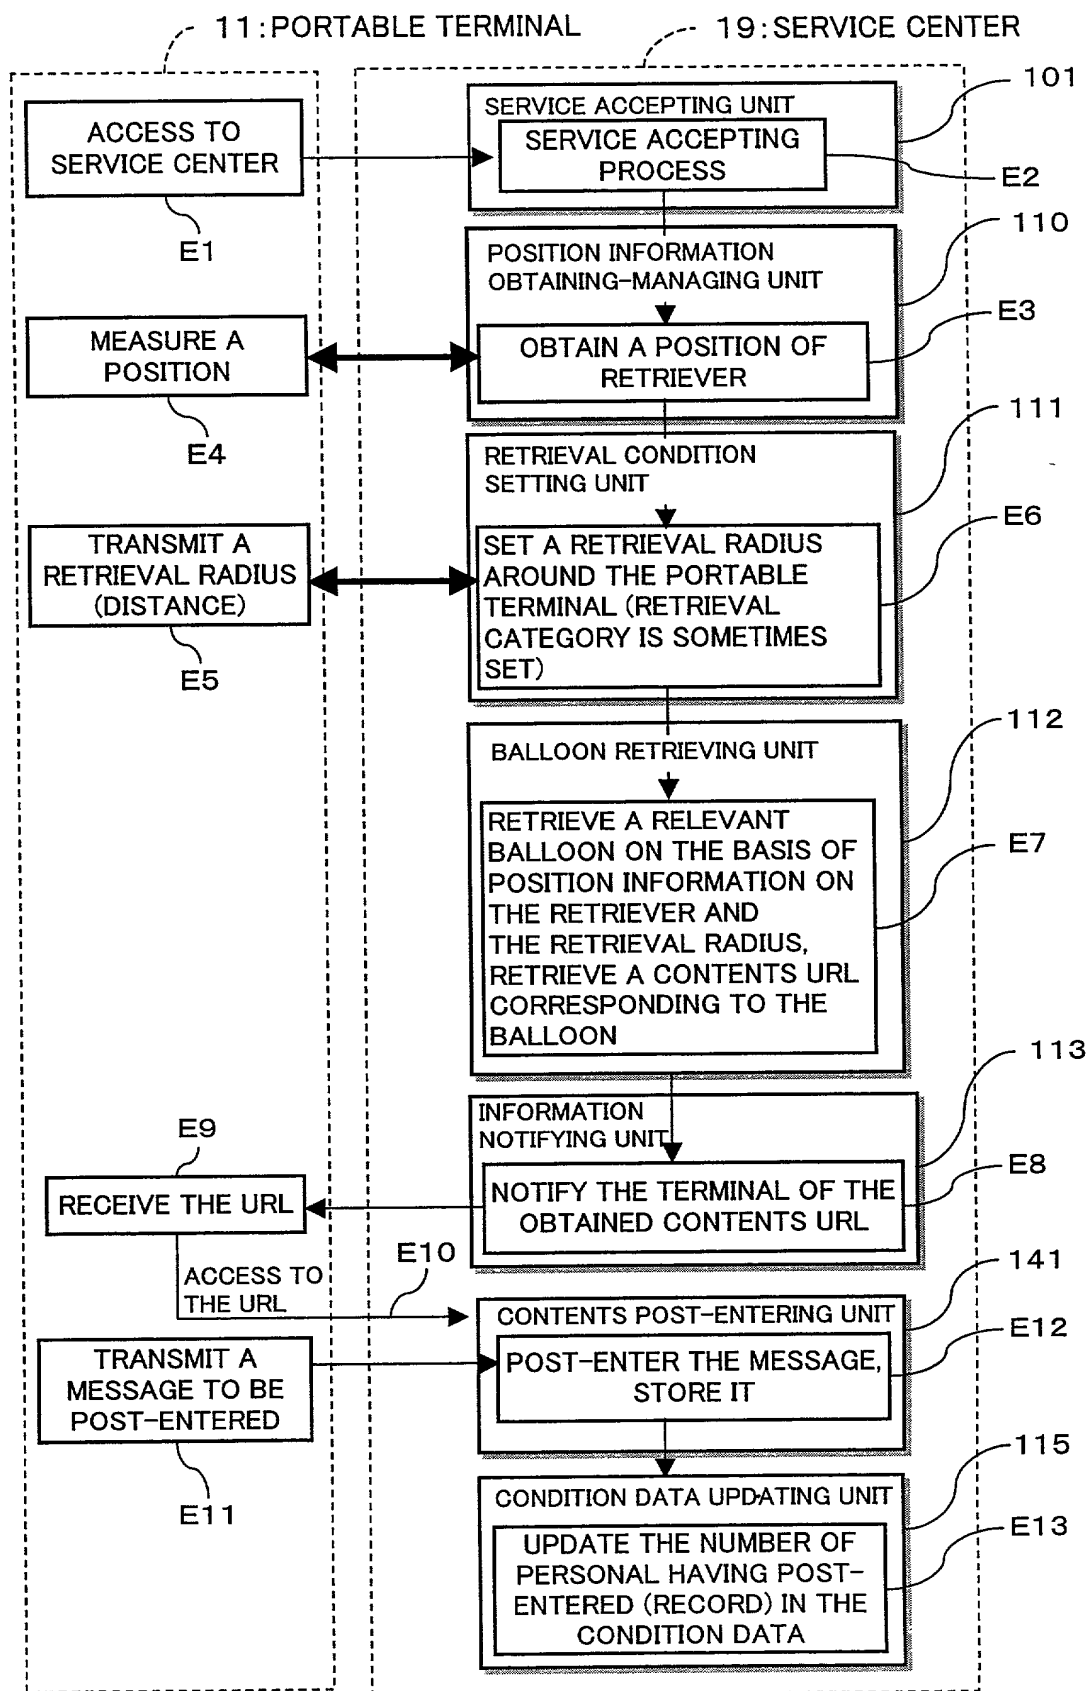 11:PORTABLE TERMINAL
19:SERVICE CENTER
ACCESS TO
SERVICE CENTER
E1
SERVICE ACCEPTING UNIT
SERVICE ACCEPTING
PROCESS
101
E2
POSITION INFORMATION
OBTAINING-MANAGING UNIT
110
MEASURE A
POSITION
E4
OBTAIN A POSITION OF
RETRIEVER
E3
RETRIEVAL CONDITION
SETTING UNIT
111
TRANSMIT A
RETRIEVAL RADIUS
(DISTANCE)
E5
SET A RETRIEVAL RADIUS
AROUND THE PORTABLE
TERMINAL (RETRIEVAL
CATEGORY IS SOMETIMES
SET)
E6
BALLOON RETRIEVING UNIT
112
RETRIEVE A RELEVANT
BALLOON ON THE BASIS OF
POSITION INFORMATION ON
THE RETRIEVER AND
THE RETRIEVAL RADIUS,
RETRIEVE A CONTENTS URL
CORRESPONDING TO THE
BALLOON
E7
INFORMATION
NOTIFYING UNIT
113
E9
RECEIVE THE URL
NOTIFY THE TERMINAL OF THE
OBTAINED CONTENTS URL
E8
ACCESS TO
THE URL
E10
CONTENTS POST-ENTERING UNIT
141
TRANSMIT A
MESSAGE TO BE
POST-ENTERED
E11
POST-ENTER THE MESSAGE,
STORE IT
E12
CONDITION DATA UPDATING UNIT
115
UPDATE THE NUMBER OF
PERSONAL HAVING POST-
ENTERED (RECORD) IN THE
CONDITION DATA
E13